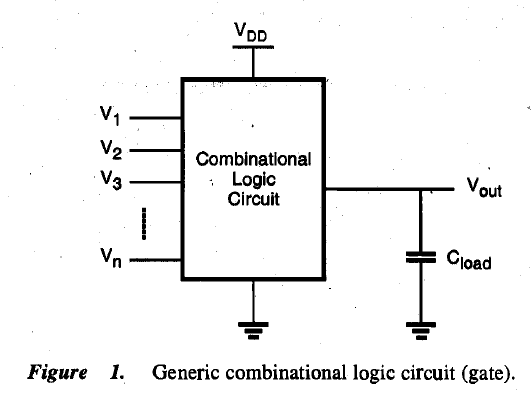 VDD
V1
V2
V3
Vn
Combinational
Logic
Circuit
Vout
Cload
Figure 1. Generic combinational logic circuit (gate).